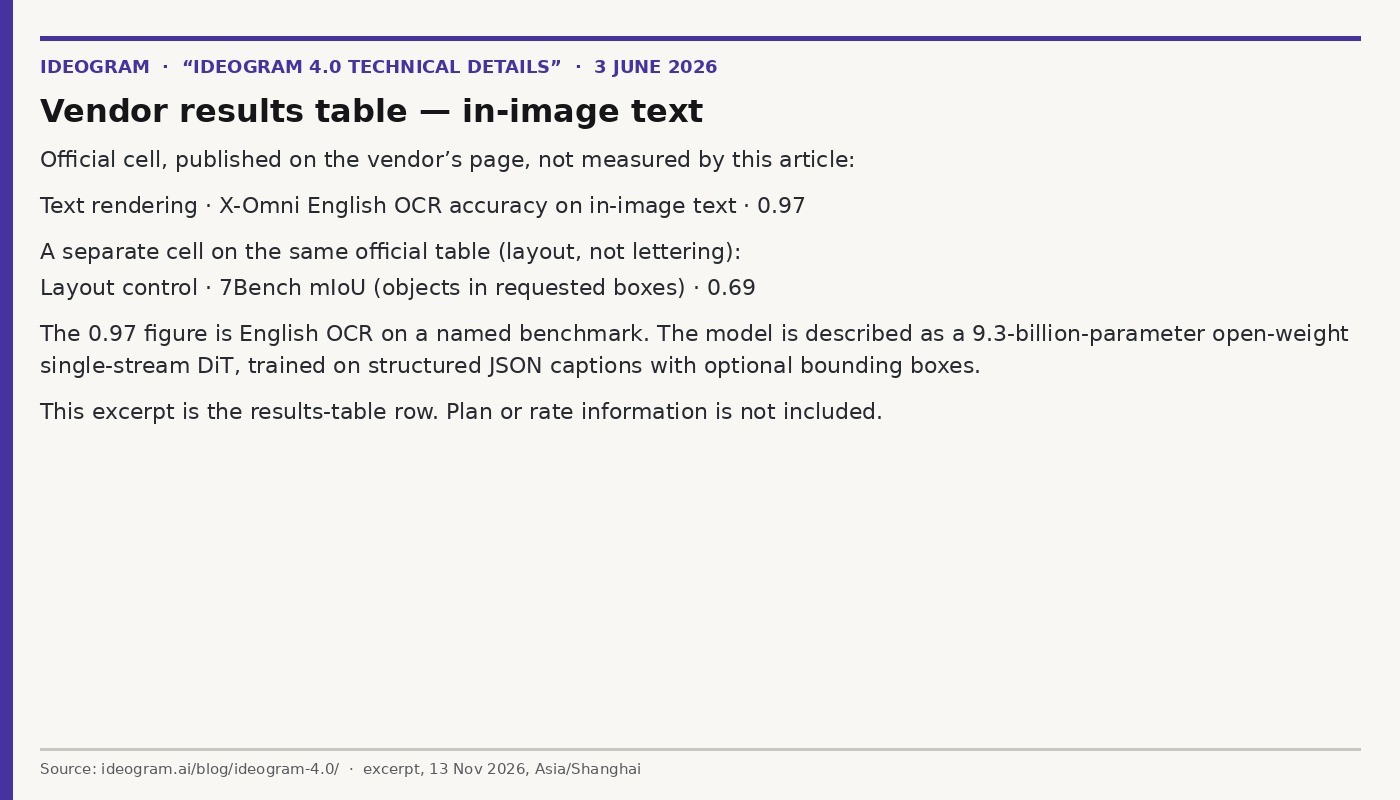 IDEOGRAM · “IDEOGRAM 4.0 TECHNICAL DETAILS” · 3 JUNE 2026
Vendor results table — in-image text
Official cell, published on the vendor’s page, not measured by this article:
Text rendering · X-Omni English OCR accuracy on in-image text · 0.97
A separate cell on the same official table (layout, not lettering):
Layout control · 7Bench mIoU (objects in requested boxes) · 0.69
The 0.97 figure is English OCR on a named benchmark. The model is described as a 9.3-billion-parameter open-weight
single-stream DiT, trained on structured JSON captions with optional bounding boxes.
This excerpt is the results-table row. Plan or rate information is not included.
Source: ideogram.ai/blog/ideogram-4.0/ · excerpt, 13 Nov 2026, Asia/Shanghai